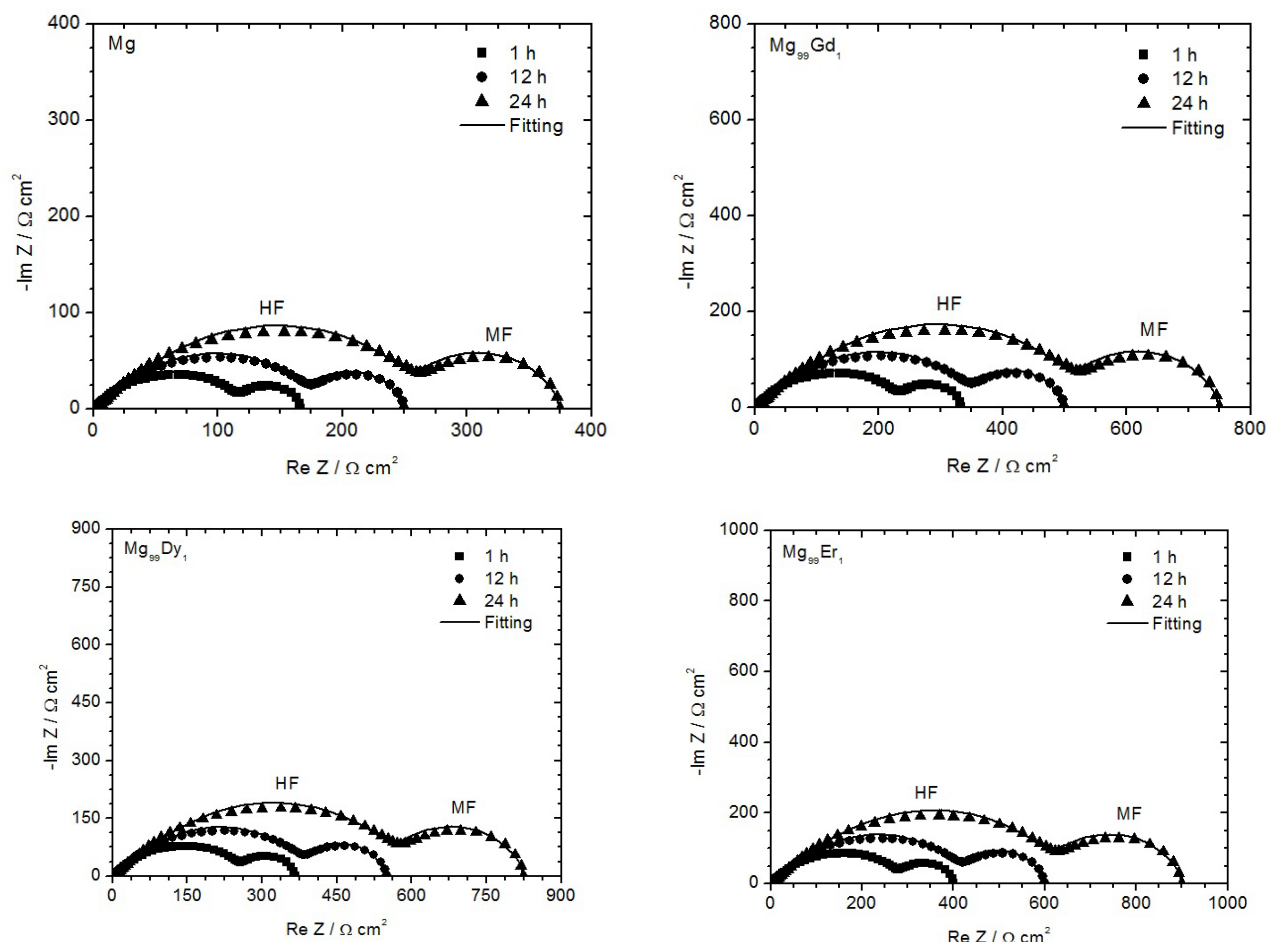 Mg
1 h
12 h
24 h
Fitting
HF
MF
400
300
200
100
0
0 100 200 300 400
-Im Z / Ω cm²
Re Z / Ω cm²
Mg₉₉Gd₁
1 h
12 h
24 h
Fitting
HF
MF
800
600
400
200
0
0 200 400 600 800
-Im z / Ω cm²
Re Z / Ω cm²
Mg₉₉Dy₁
1 h
12 h
24 h
Fitting
HF
MF
900
750
600
450
300
150
0
0 150 300 450 600 750 900
-Im Z / Ω cm²
Re Z / Ω cm²
Mg₉₉Er₁
1 h
12 h
24 h
Fitting
HF
MF
1000
800
600
400
200
0
0 200 400 600 800 1000
-Im Z / Ω cm²
Re Z / Ω cm²